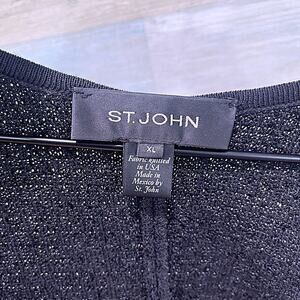 ST. JOHN
XL
Fabric knitted
in USA
Made in
Mexico by
St. John